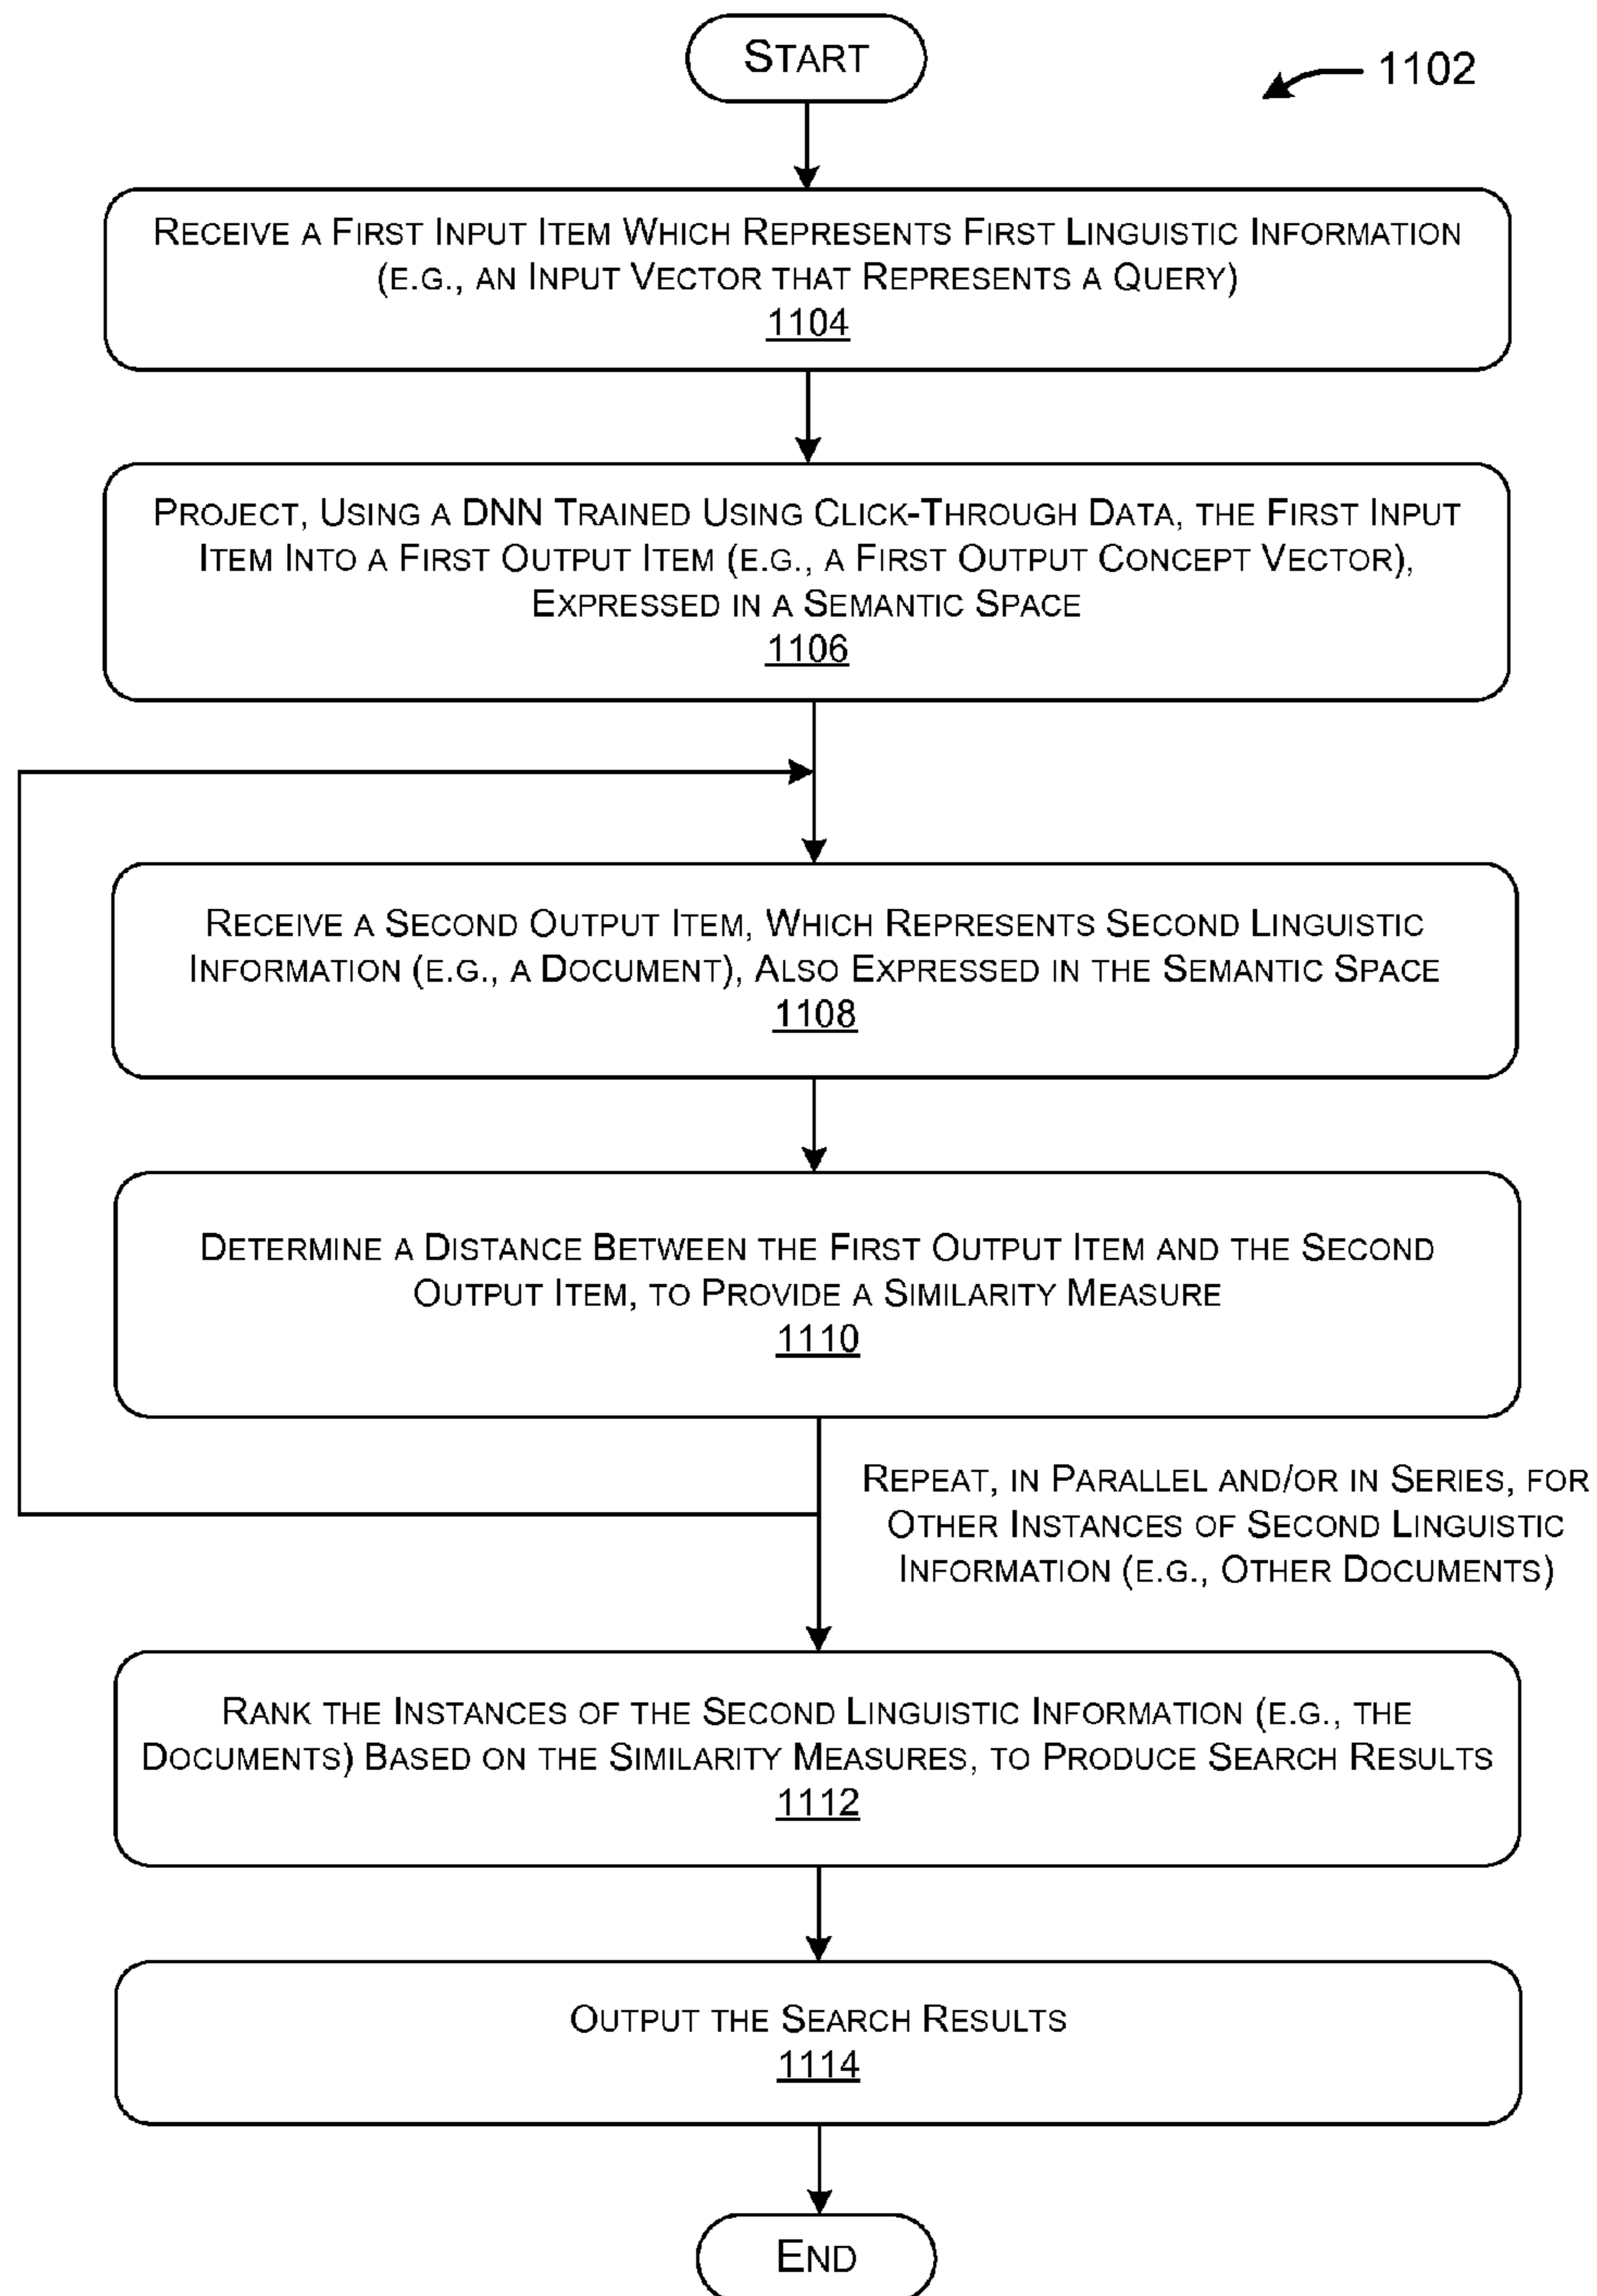 START
1102
RECEIVE A FIRST INPUT ITEM WHICH REPRESENTS FIRST LINGUISTIC INFORMATION
(E.G., AN INPUT VECTOR THAT REPRESENTS A QUERY)
1104
PROJECT, USING A DNN TRAINED USING CLICK-THROUGH DATA, THE FIRST INPUT
ITEM INTO A FIRST OUTPUT ITEM (E.G., A FIRST OUTPUT CONCEPT VECTOR),
EXPRESSED IN A SEMANTIC SPACE
1106
RECEIVE A SECOND OUTPUT ITEM, WHICH REPRESENTS SECOND LINGUISTIC
INFORMATION (E.G., A DOCUMENT), ALSO EXPRESSED IN THE SEMANTIC SPACE
1108
DETERMINE A DISTANCE BETWEEN THE FIRST OUTPUT ITEM AND THE SECOND
OUTPUT ITEM, TO PROVIDE A SIMILARITY MEASURE
1110
REPEAT, IN PARALLEL AND/OR IN SERIES, FOR
OTHER INSTANCES OF SECOND LINGUISTIC
INFORMATION (E.G., OTHER DOCUMENTS)
RANK THE INSTANCES OF THE SECOND LINGUISTIC INFORMATION (E.G., THE
DOCUMENTS) BASED ON THE SIMILARITY MEASURES, TO PRODUCE SEARCH RESULTS
1112
OUTPUT THE SEARCH RESULTS
1114
END